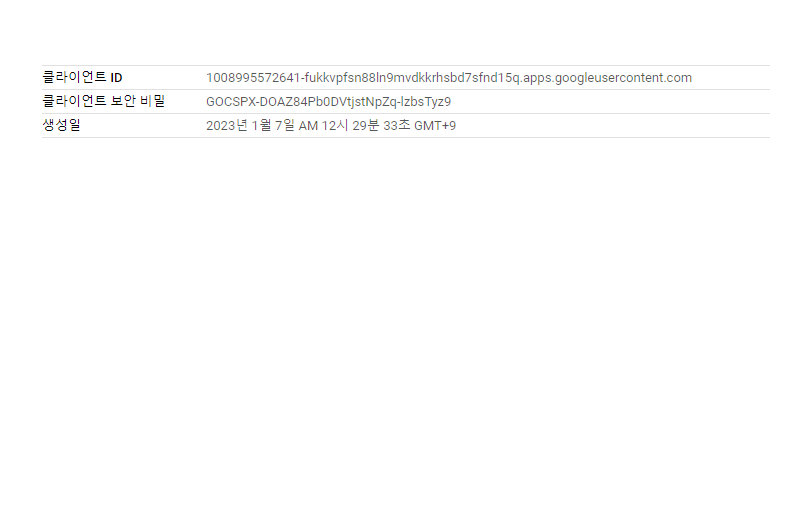 클라이언트 ID 1008995572641-fukkvpfsn88ln9mvdkkrhsbd7sfnd15q.apps.googleusercontent.com
클라이언트 보안 비밀 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
생성일 2023년 1월 7일 AM 12시 29분 33초 GMT+9